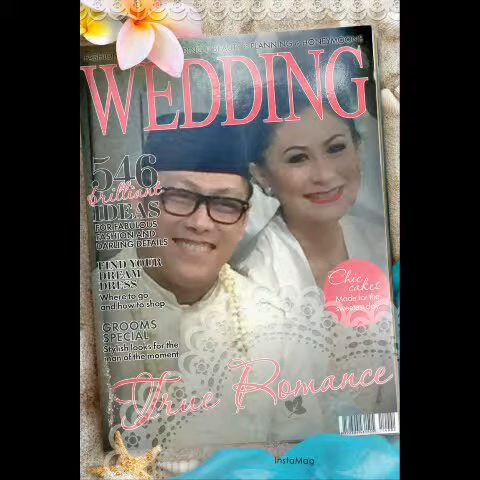 PLANNING • HONEYMOONS
WEDDING
546
brilliant
IDEAS
FOR FABULOUS
FASHION AND
DARLING DETAILS
FIND YOUR
DREAM
DRESS
Where to go
and how to shop
GROOMS
SPECIAL
Stylish looks for the
man of the moment
Chic
cakes
Made for the
sweetest day
True Romance
InstaMag